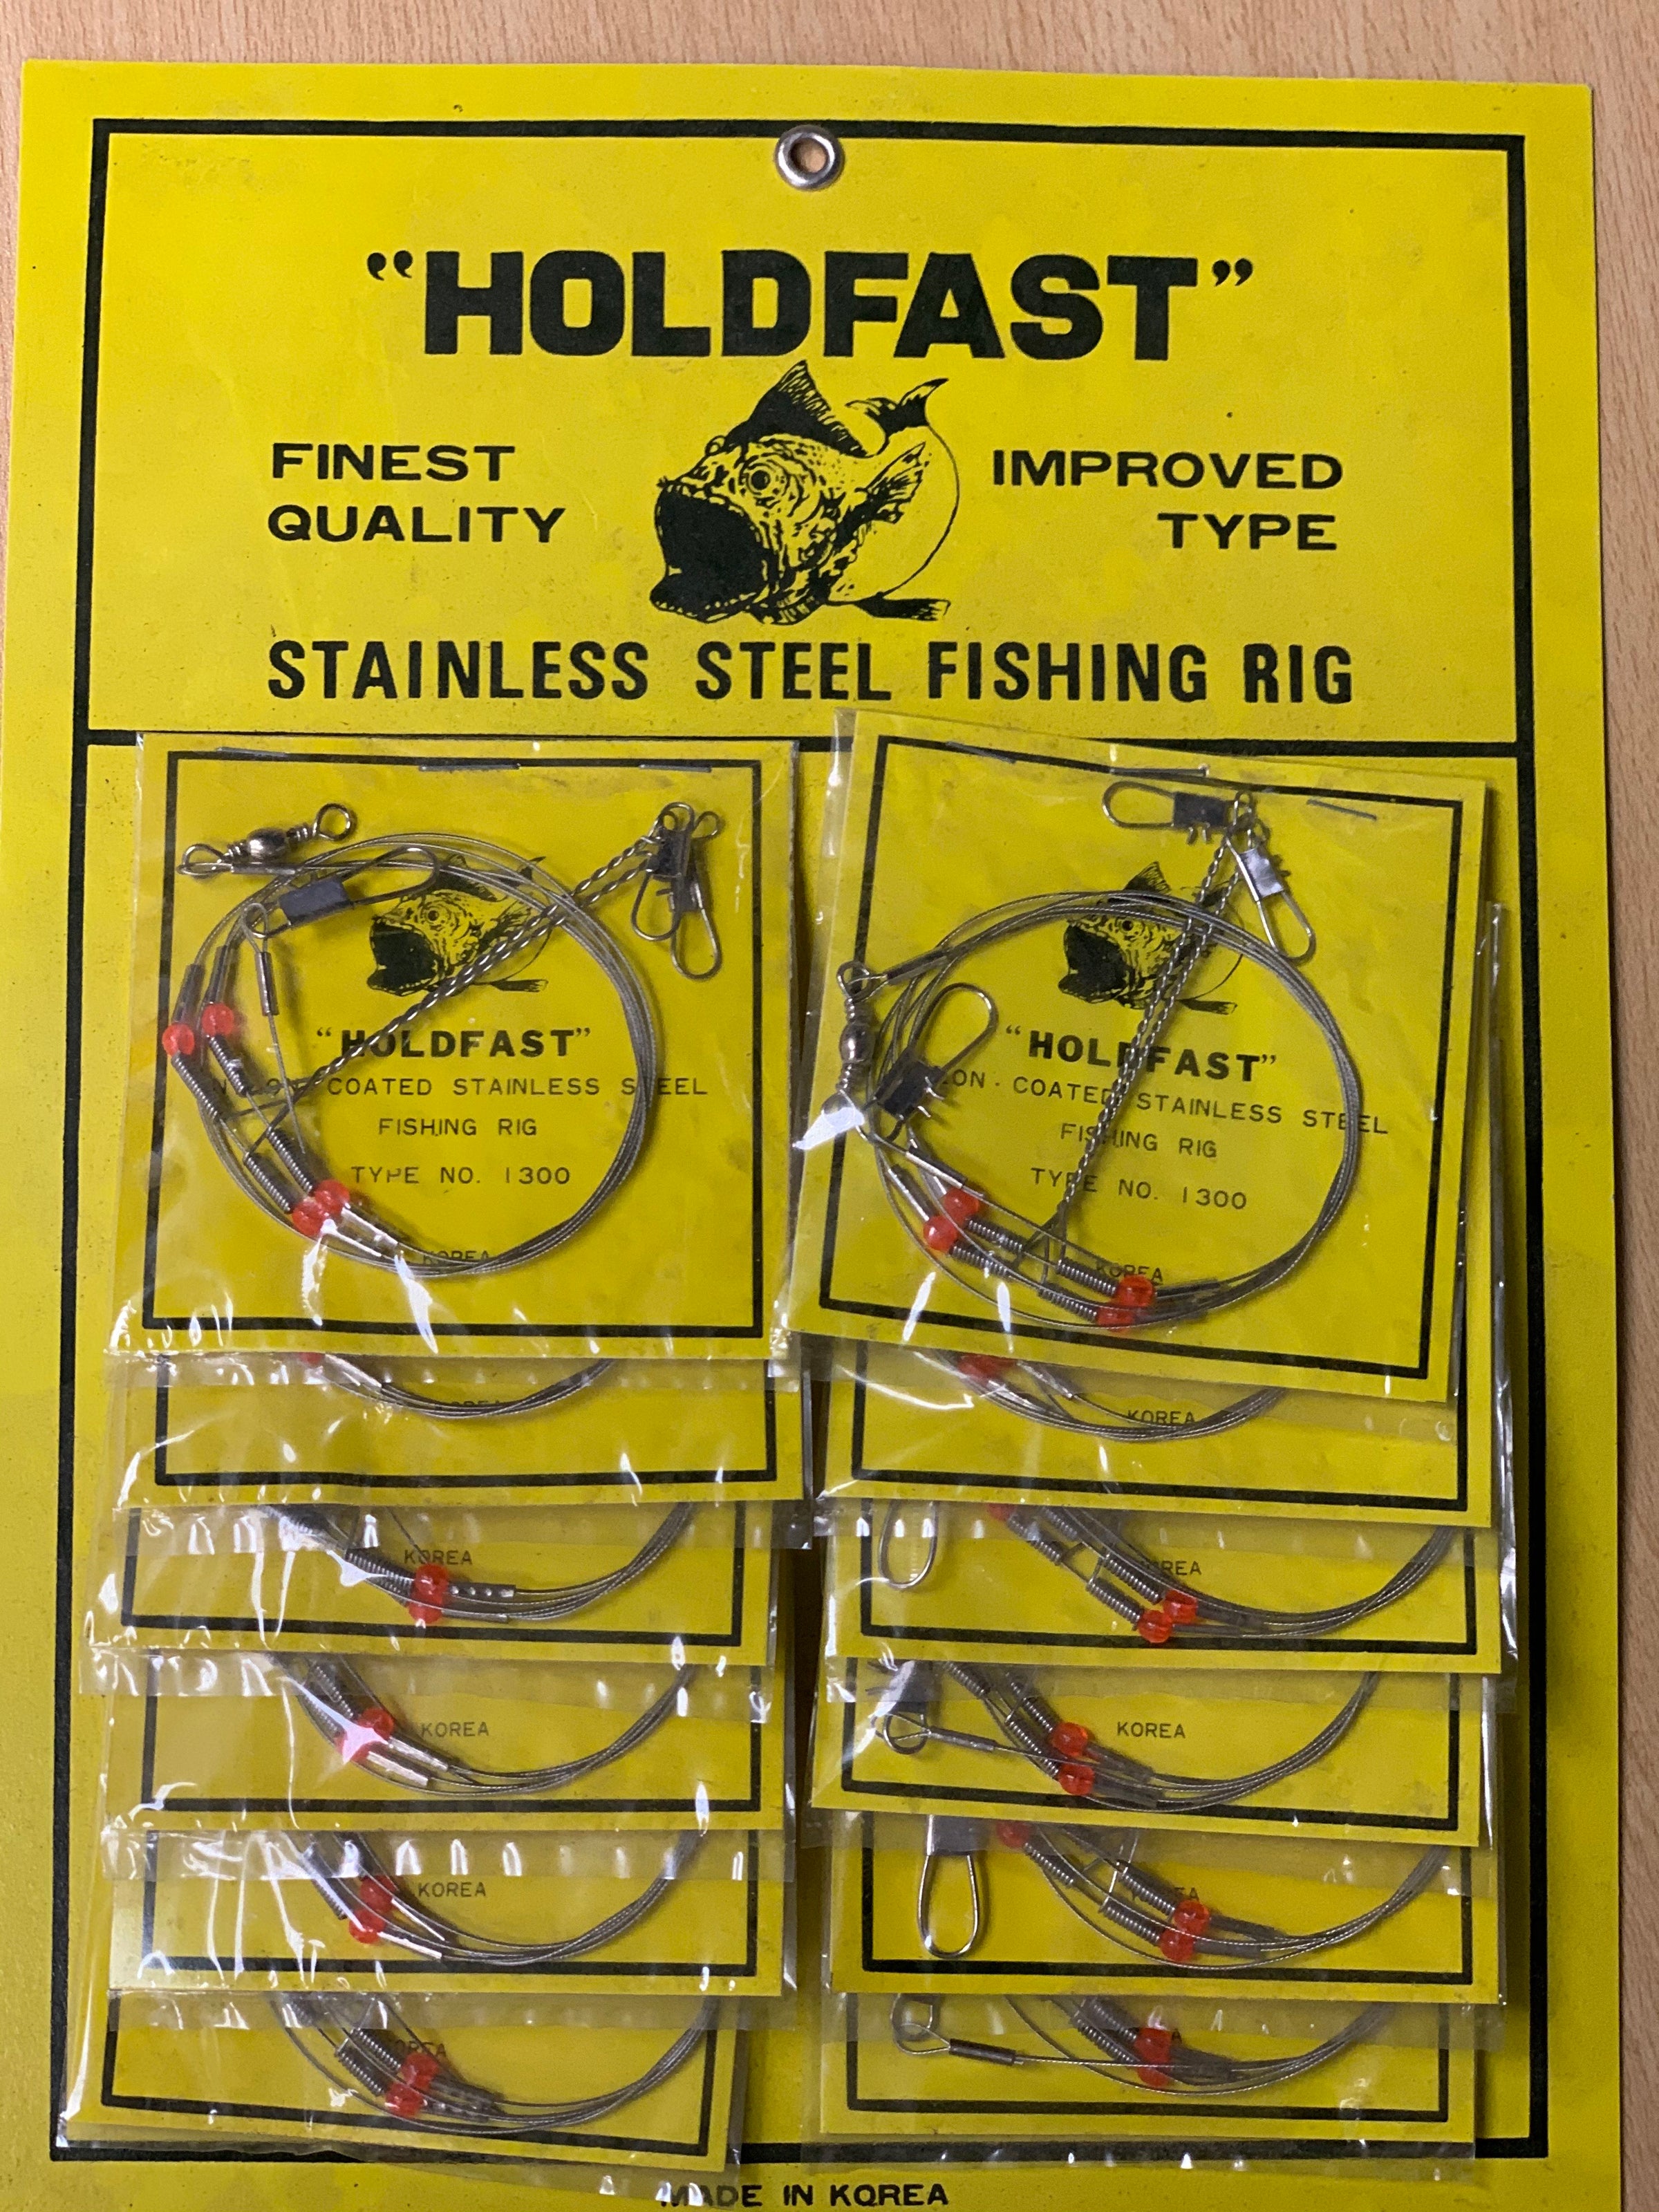 "HOLDFAST"
FINEST
QUALITY
IMPROVED
TYPE
STAINLESS STEEL FISHING RIG
"HOLDFAST"
COATED STAINLESS STEEL
FISHING RIG
TYPE NO. 1300
KOREA
"HOLDFAST"
COATED STAINLESS STEEL
FISHING RIG
TYPE NO. 1300
KOREA
KOREA
KOREA
KOREA
KOREA
KOREA
KOREA
KOREA
KOREA
MADE IN KOREA